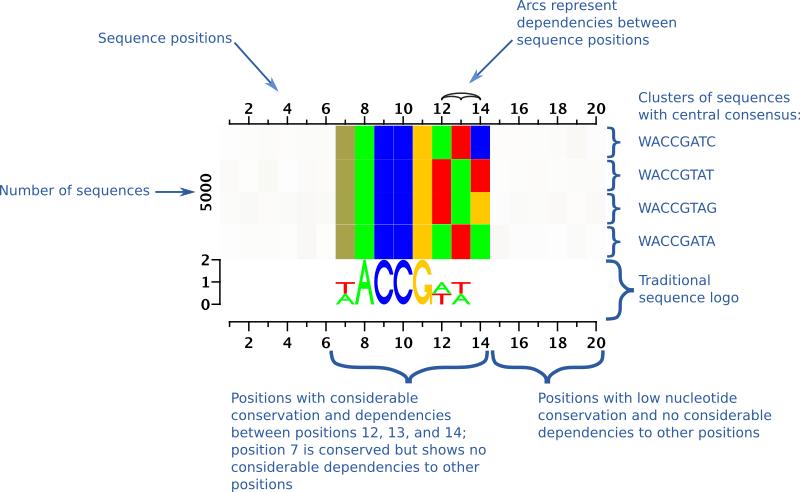 Arcs represent
dependencies between
sequence positions
Sequence positions
Clusters of sequences
with central consensus:
2 4 6 8 10 12 14 16 18 20
WACCGATC
WACCGTAT
Number of sequences
5000
WACCGTAG
WACCGATA
2
1
0
T A C C G A T
A T A
Traditional
sequence logo
2 4 6 8 10 12 14 16 18 20
Positions with considerable
conservation and dependencies
between positions 12, 13, and 14;
position 7 is conserved but shows no
considerable dependencies to other
positions
Positions with low nucleotide
conservation and no considerable
dependencies to other positions